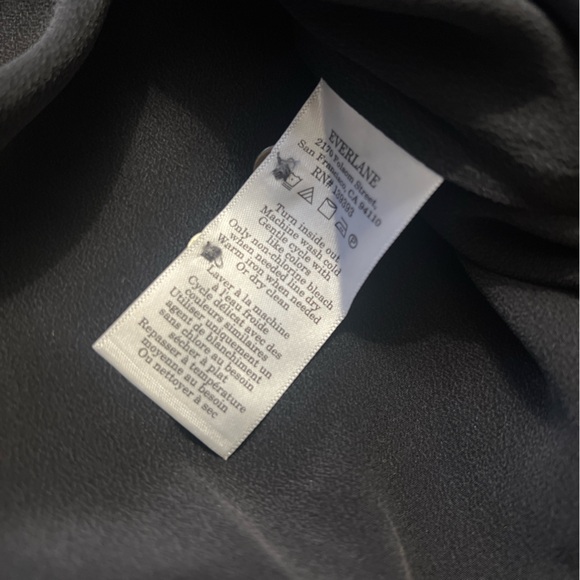 EVERLANE
2170 Folsom Street,
San Francisco, CA 94110
RN# 139393
Turn inside out
Machine wash cold
Gentle cycle with
like colors
Only non-chlorine bleach
when needed line dry
Warm iron when needed
Or dry clean
Laver à la machine
à l'eau froide
Cycle délicat avec des
couleurs similaires
Utiliser uniquement un
agent de blanchiment
sans chlore au besoin
sécher à plat
Repasser à température
moyenne au besoin
Ou nettoyer à sec